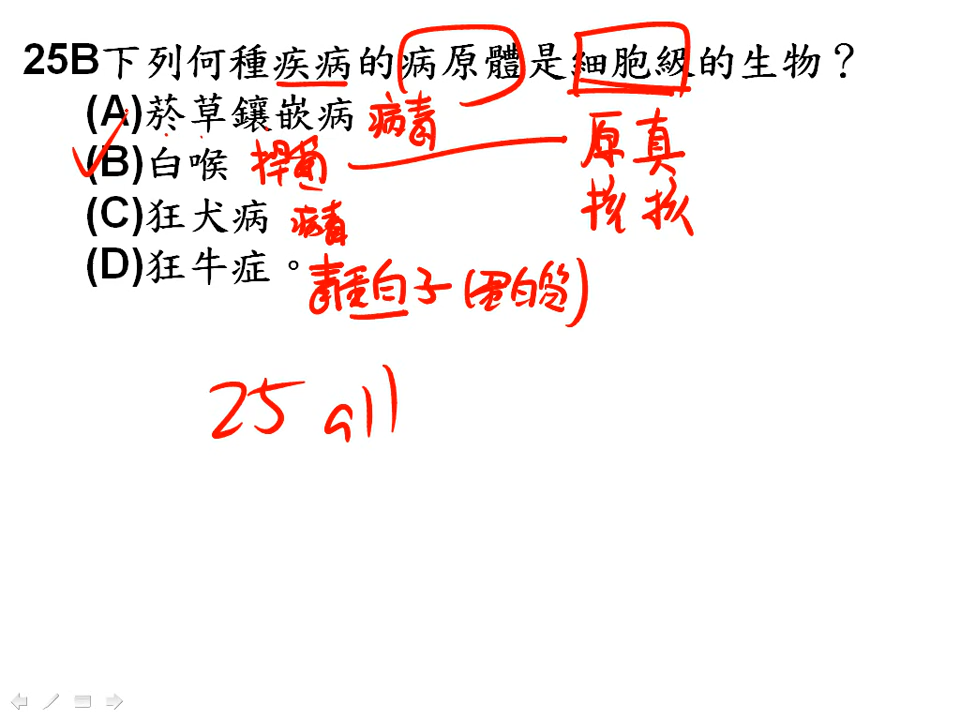 25B下列何種疾病的病原體是細胞級的生物？
(A)菸草鑲嵌病 病毒 原 真
(B)白喉 桿菌 核 核
(C)狂犬病 病毒
(D)狂牛症。
毒蛋白子(蛋白質)
25 all